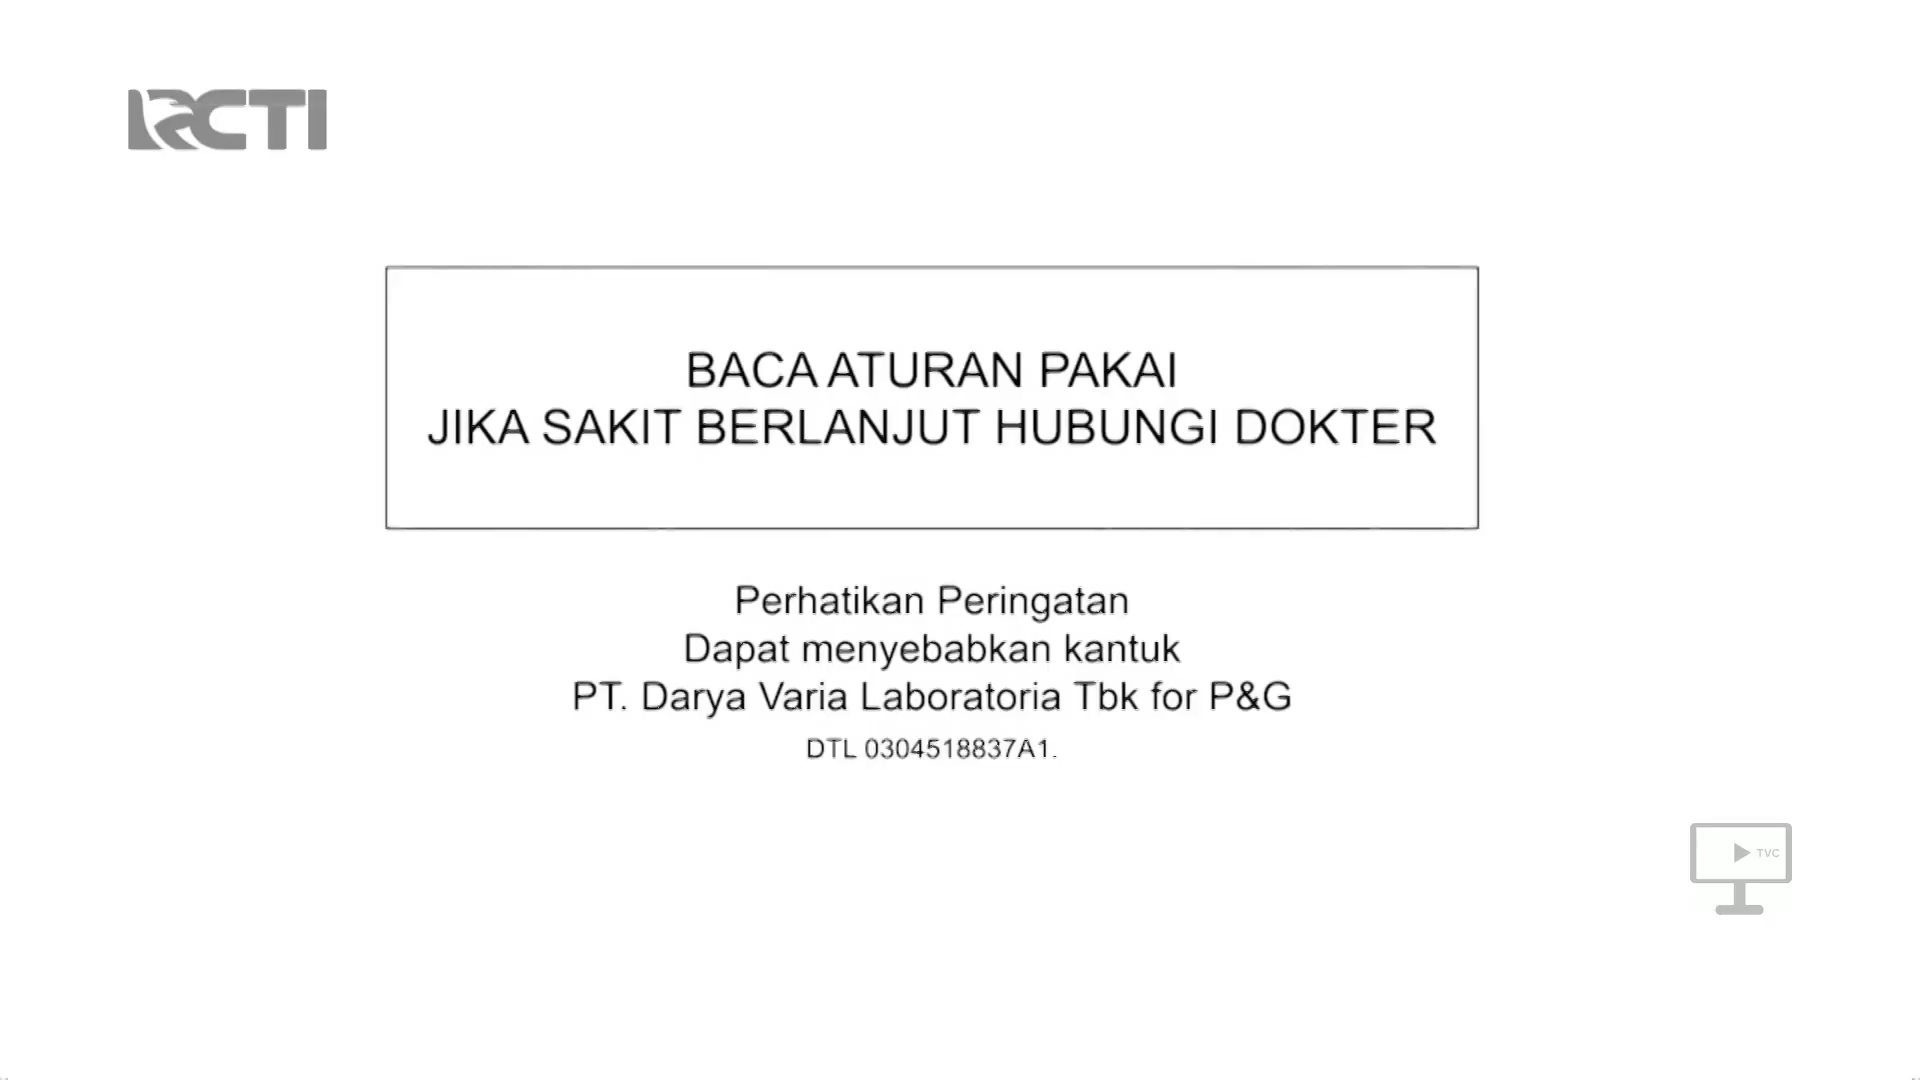 RCTI
BACA ATURAN PAKAI
JIKA SAKIT BERLANJUT HUBUNGI DOKTER
Perhatikan Peringatan
Dapat menyebabkan kantuk
PT. Darya Varia Laboratoria Tbk for P&G
DTL 0304518837A1.
TVC